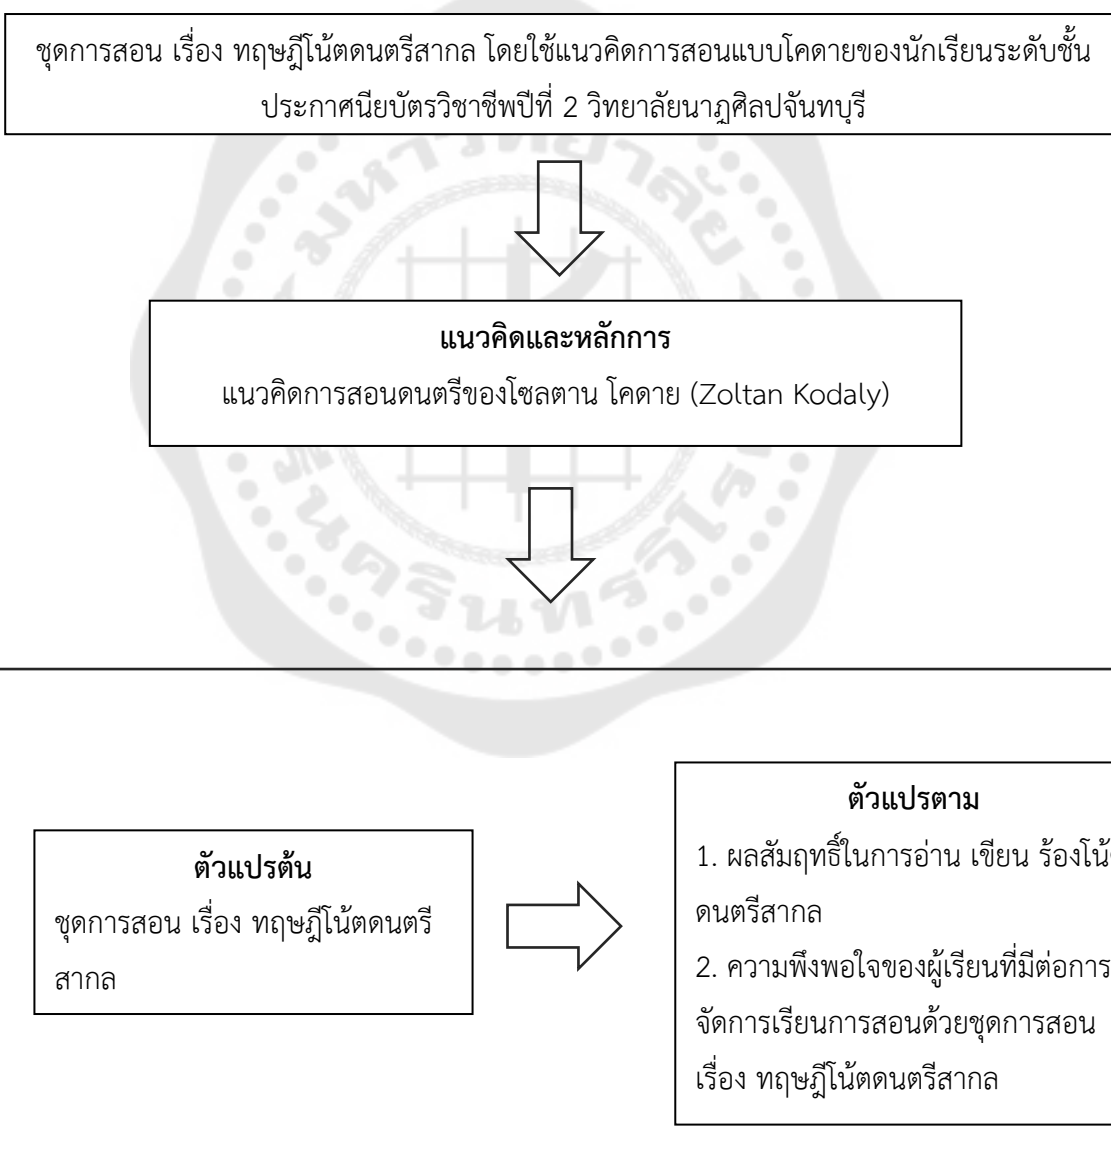 ชุดการสอน เรื่อง ทฤษฎีโน้ตดนตรีสากล โดยใช้แนวคิดการสอนแบบโคดายของนักเรียนระดับชั้น
ประกาศนียบัตรวิชาชีพปีที่ 2 วิทยาลัยนาฏศิลปจันทบุรี
แนวคิดและหลักการ
แนวคิดการสอนดนตรีของโซลตาน โคดาย (Zoltan Kodaly)
ตัวแปรต้น
ชุดการสอน เรื่อง ทฤษฎีโน้ตดนตรี
สากล
ตัวแปรตาม
1. ผลสัมฤทธิ์ในการอ่าน เขียน ร้องโน้
ดนตรีสากล
2. ความพึงพอใจของผู้เรียนที่มีต่อการ
จัดการเรียนการสอนด้วยชุดการสอน
เรื่อง ทฤษฎีโน้ตดนตรีสากล